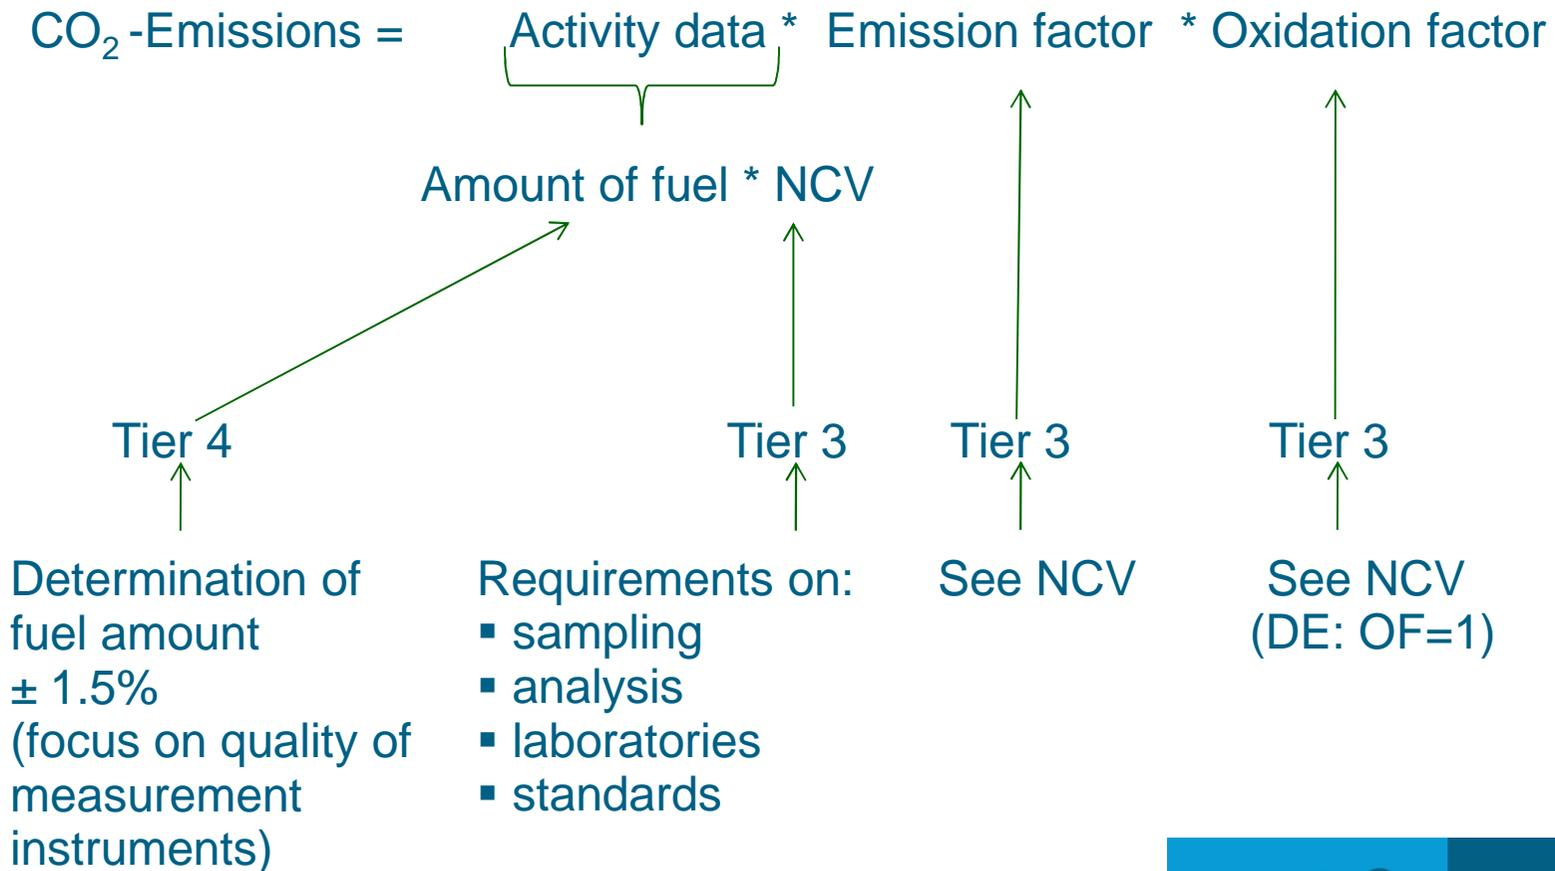 CO₂ -Emissions = Activity data * Emission factor * Oxidation factor
Amount of fuel * NCV
Tier 4 Tier 3 Tier 3 Tier 3
Determination of
fuel amount
± 1.5%
(focus on quality of
measurement
instruments)
Requirements on:
▪ sampling
▪ analysis
▪ laboratories
▪ standards
See NCV
See NCV
(DE: OF=1)